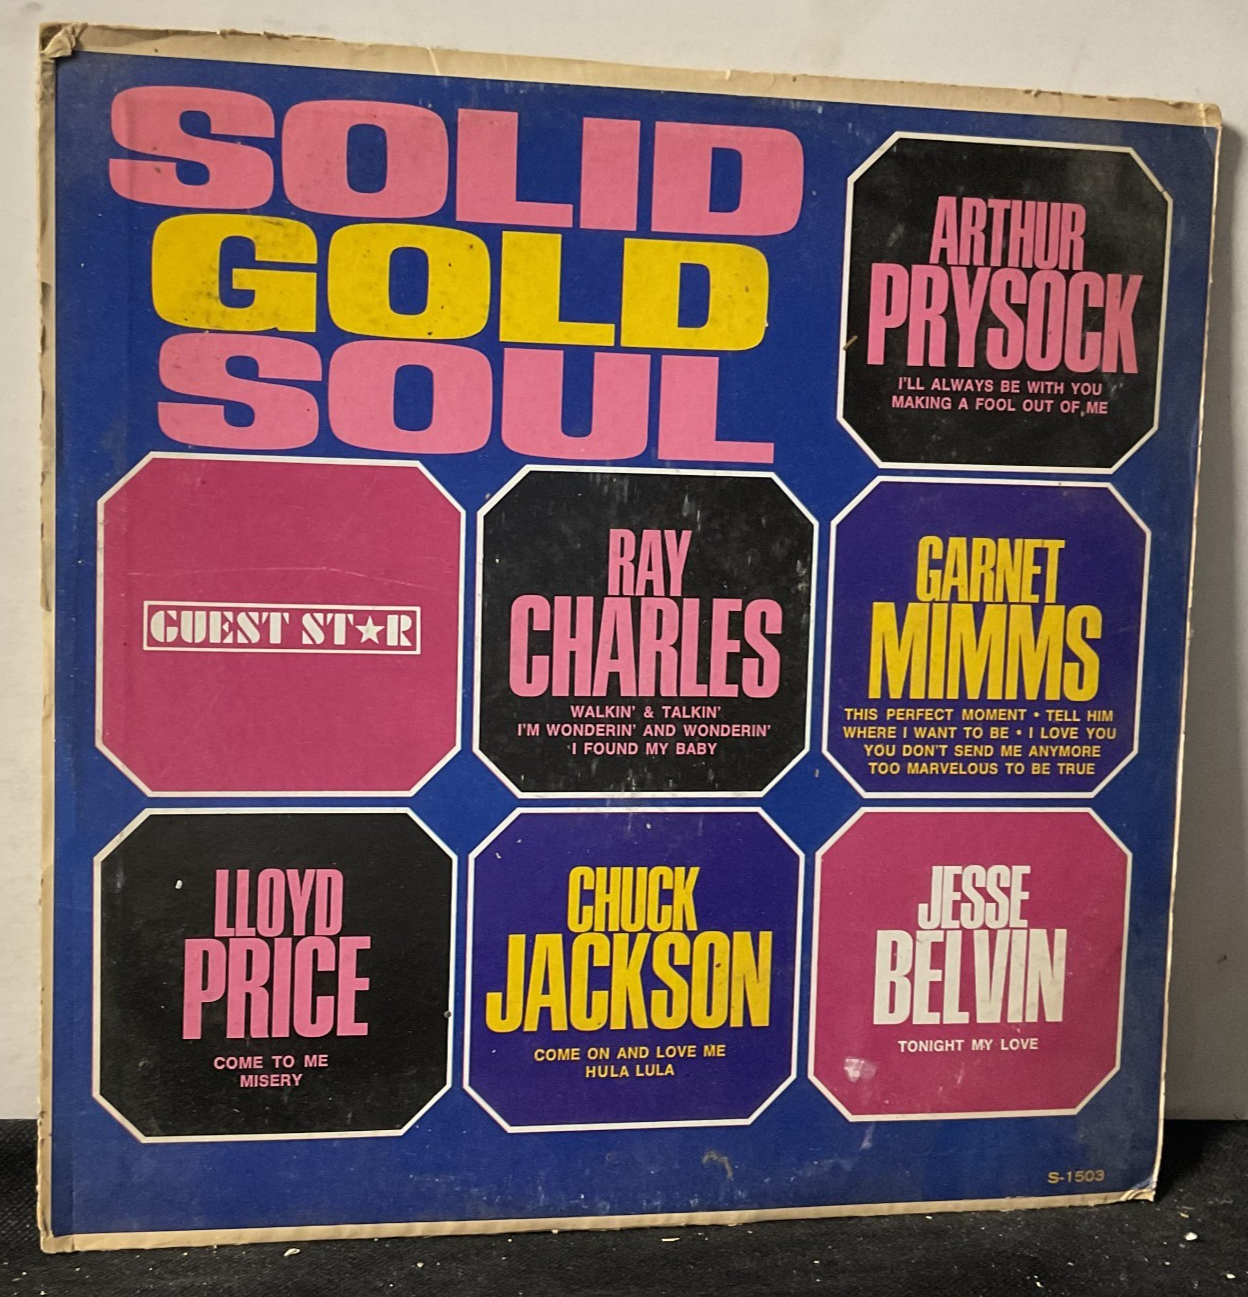 SOLID
GOLD
SOUL
ARTHUR
PRYSOCK
I'LL ALWAYS BE WITH YOU
MAKING A FOOL OUT OF ME
GUEST ST★R
RAY
CHARLES
WALKIN' & TALKIN'
I'M WONDERIN' AND WONDERIN'
I FOUND MY BABY
GARNET
MIMMS
THIS PERFECT MOMENT • TELL HIM
WHERE I WANT TO BE • I LOVE YOU
YOU DON'T SEND ME ANYMORE
TOO MARVELOUS TO BE TRUE
LLOYD
PRICE
COME TO ME
MISERY
CHUCK
JACKSON
COME ON AND LOVE ME
HULA LULA
JESSE
BELVIN
TONIGHT MY LOVE
S-1503